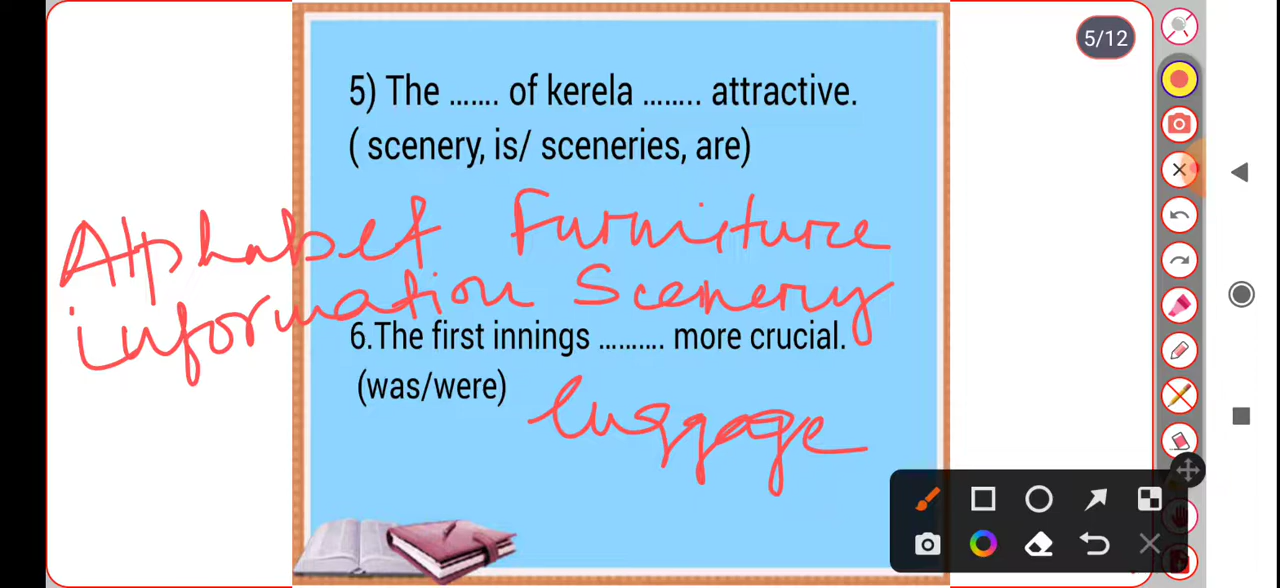 5/12
5) The ....... of kerela ........ attractive.
( scenery, is/ sceneries, are)
Alphabet Furniture
information Scenery
6.The first innings .......... more crucial.
(was/were)
luggage